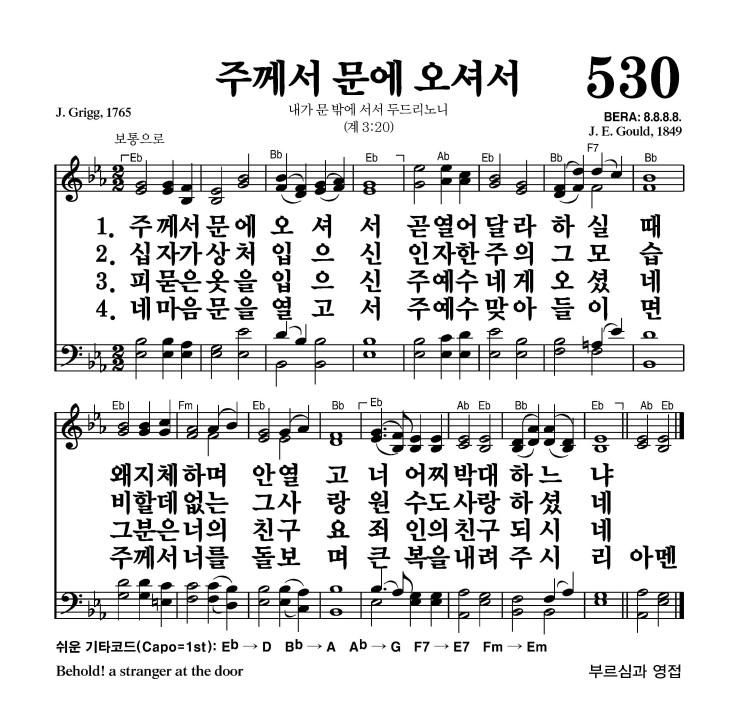 주께서 문에 오셔서 530
J. Grigg, 1765
내가 문 밖에 서서 두드리노니
(계 3:20)
BERA: 8.8.8.8.
J. E. Gould, 1849
보통으로
Eb Bb Eb Ab Eb Bb F7 Bb
1. 주께서 문에 오 셔 서 곧 열어 달라 하 실 때
2. 십자가 상처 입 으 신 인자한 주의 그 모 습
3. 피묻은 옷을 입 으 신 주예수 네게 오 셨 네
4. 네마음 문을 열 고 서 주예수 맞아 들 이 면
Eb Fm Eb Bb Eb Ab Eb Bb Eb Ab Eb
왜지체 하며 안열 고 너 어찌 박대 하 느 냐
비할데 없는 그사 랑 원 수도 사랑 하 셨 네
그분은 너의 친구 요 죄 인의 친구 되 시 네
주께서 너를 돌보 며 큰 복을 내려 주 시 리 아멘
쉬운 기타코드(Capo=1st): Eb → D Bb → A Ab → G F7 → E7 Fm → Em
Behold! a stranger at the door
부르심과 영접